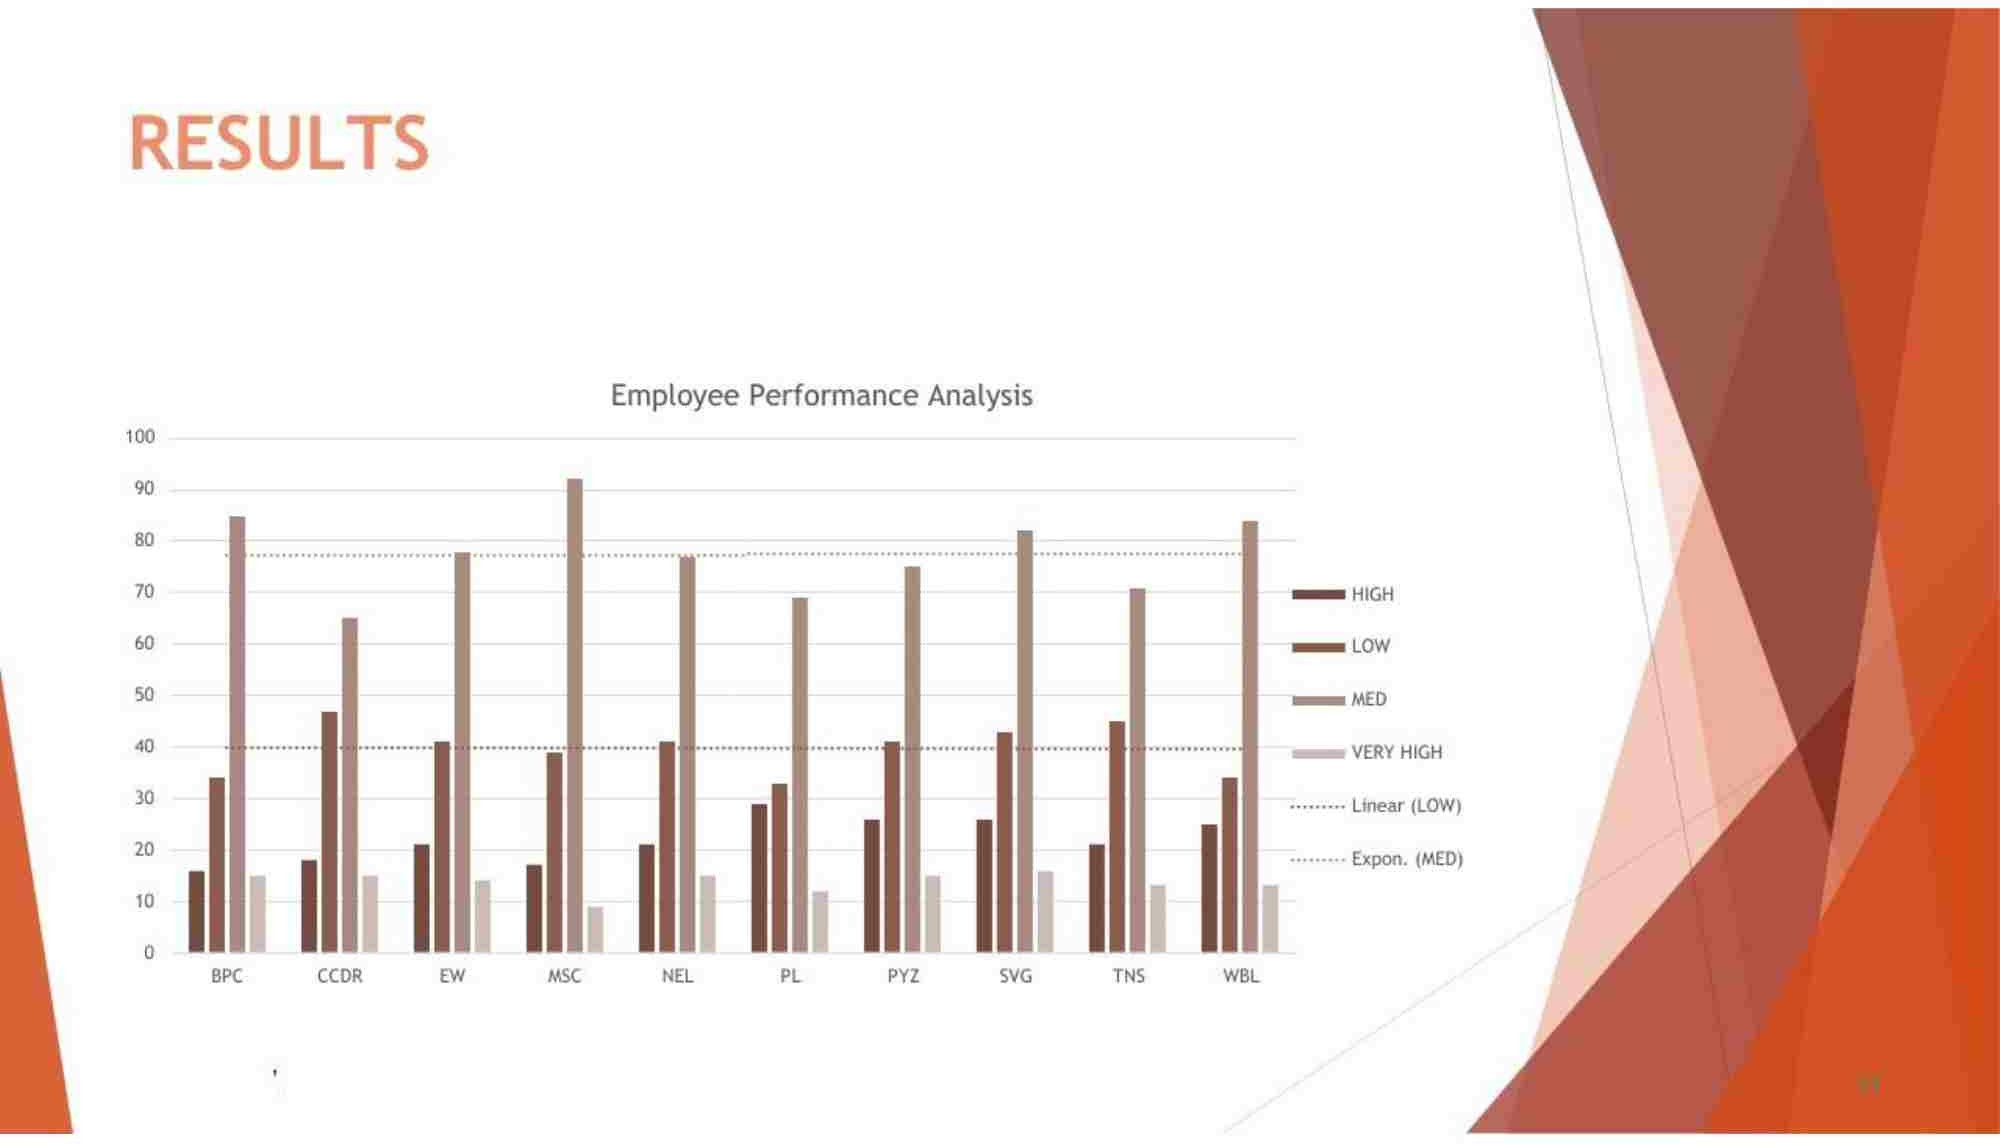 RESULTS
Employee Performance Analysis
100
90
80
70
60
50
40
30
20
10
0
BPC CCDR EW MSC NEL PL PYZ SVG TNS WBL
HIGH
LOW
MED
VERY HIGH
Linear (LOW)
Expon. (MED)
,